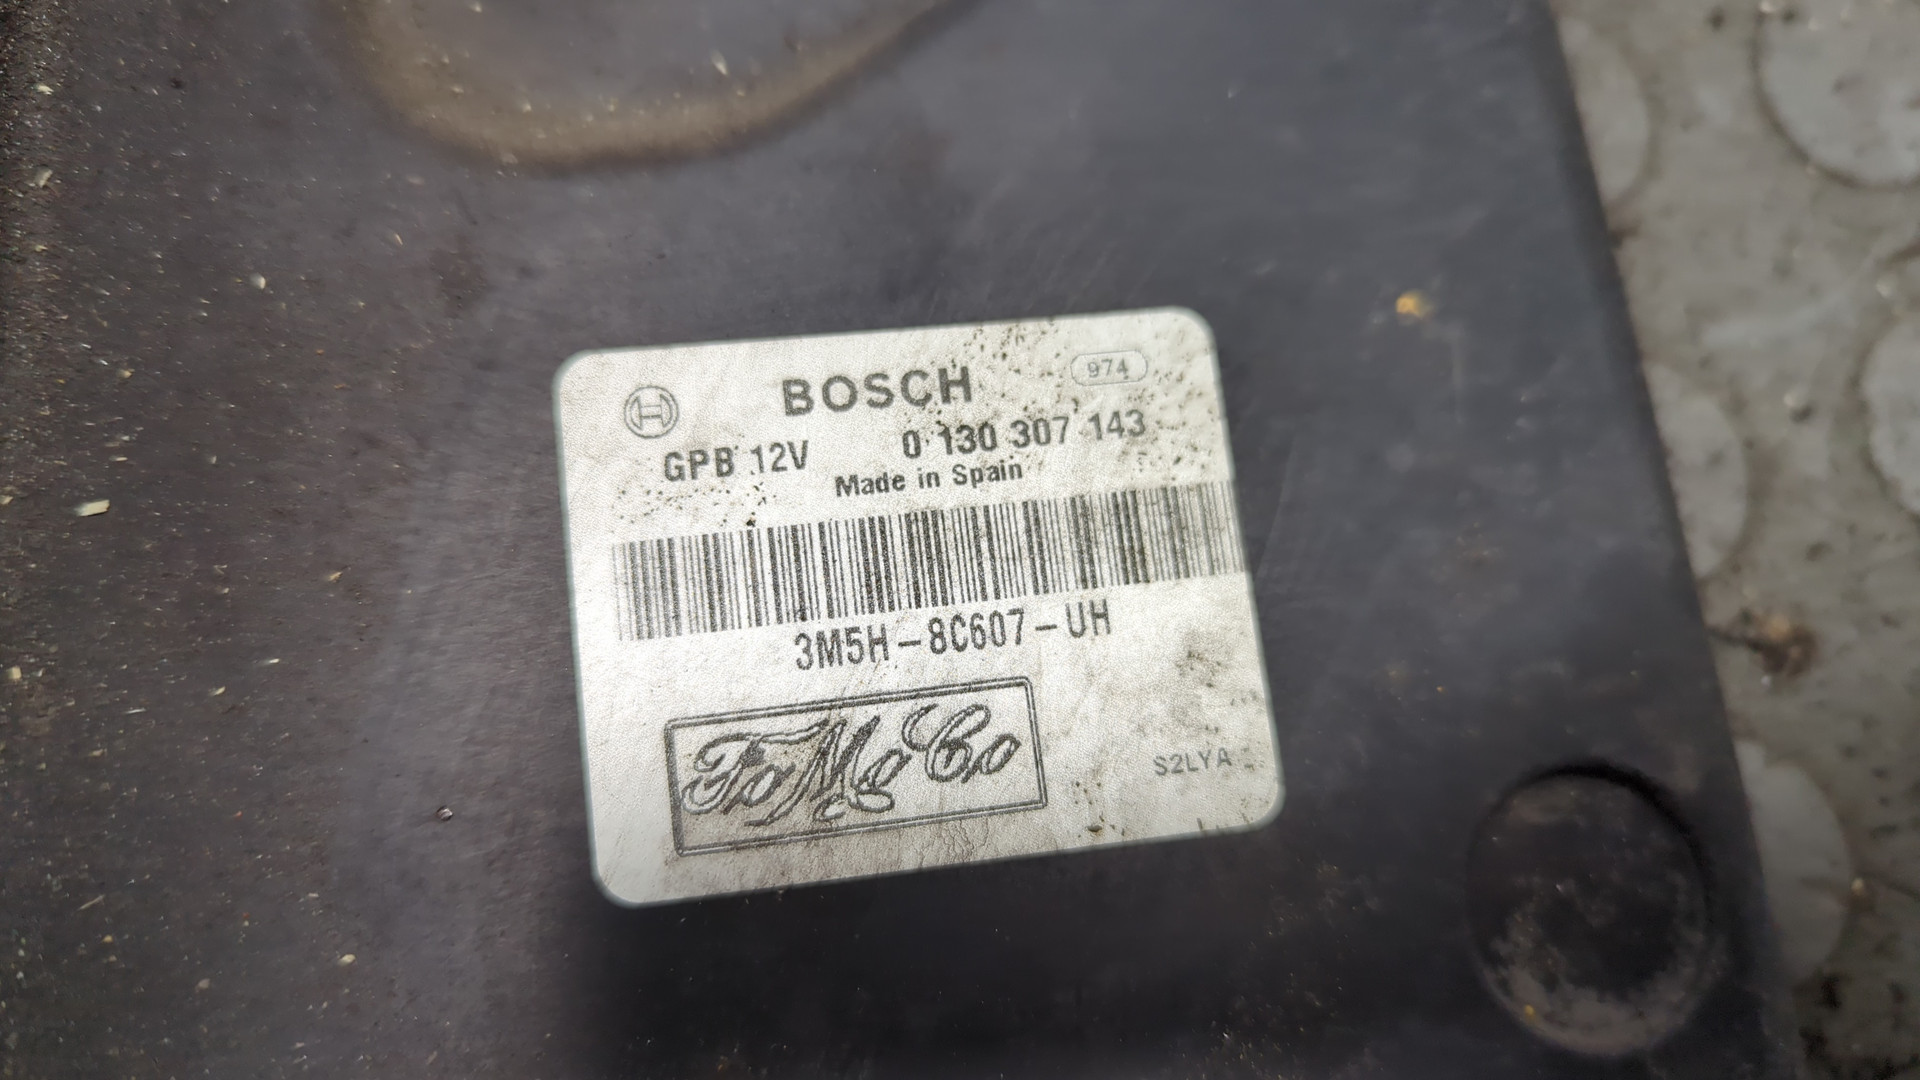 BOSCH 974
GPB 12V 0 130 307 143
Made in Spain
3M5H-8C607-UH
FoMoCo
S2LYA